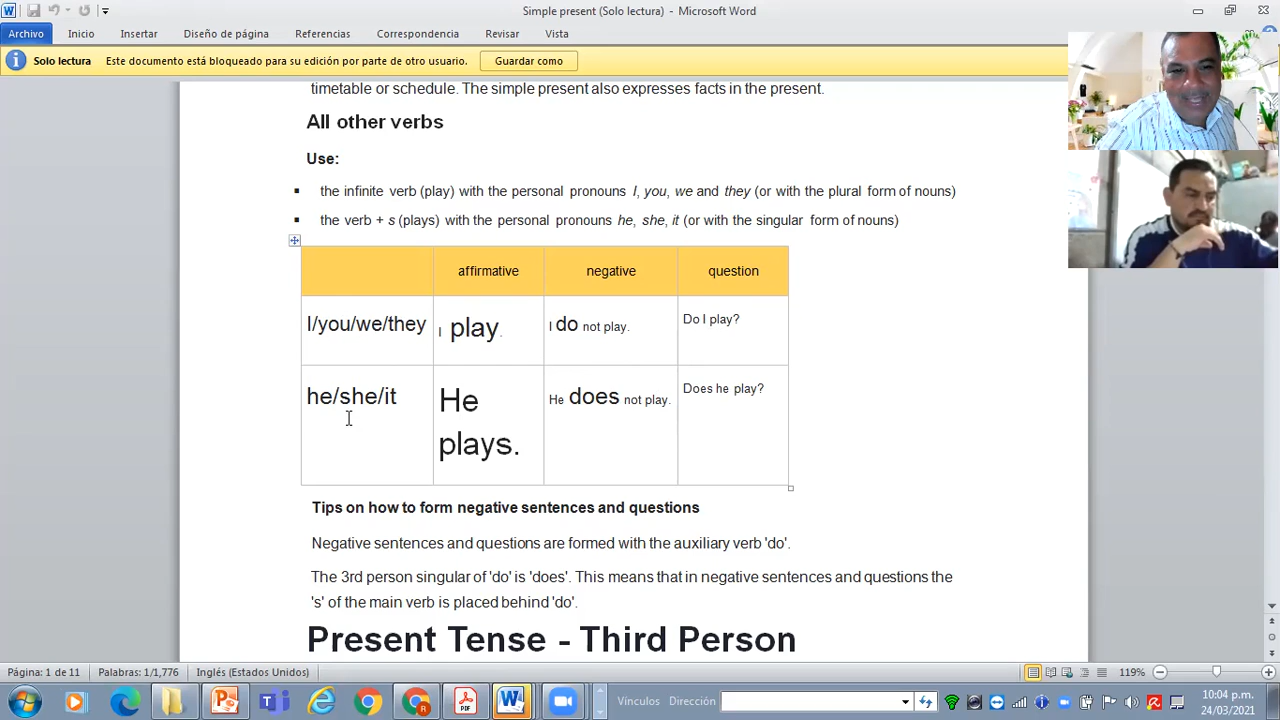 Simple present (Solo lectura) - Microsoft Word
Archivo Inicio Insertar Diseño de página Referencias Correspondencia Revisar Vista
Solo lectura Este documento está bloqueado para su edición por parte de otro usuario. Guardar como
timetable or schedule. The simple present also expresses facts in the present.
All other verbs
Use:
▪ the infinite verb (play) with the personal pronouns I, you, we and they (or with the plural form of nouns)
▪ the verb + s (plays) with the personal pronouns he, she, it (or with the singular form of nouns)
affirmative negative question
I/you/we/they I play. I do not play. Do I play?
he/she/it He plays. He does not play. Does he play?
Tips on how to form negative sentences and questions
Negative sentences and questions are formed with the auxiliary verb 'do'.
The 3rd person singular of 'do' is 'does'. This means that in negative sentences and questions the
's' of the main verb is placed behind 'do'.
Present Tense - Third Person
Página: 1 de 11 Palabras: 1/1,776 Inglés (Estados Unidos) 119%
Vínculos Dirección 10:04 p.m.
24/03/2021